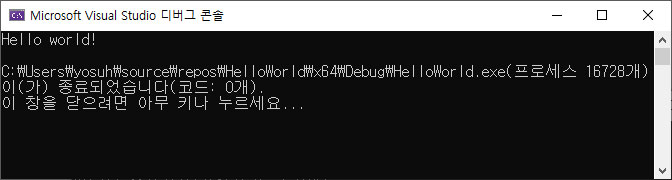 Microsoft Visual Studio 디버그 콘솔
Hello world!
C:₩Users₩yosuh₩source₩repos₩HelloWorld₩x64₩Debug₩HelloWorld.exe(프로세스 16728개)
이(가) 종료되었습니다(코드: 0개).
이 창을 닫으려면 아무 키나 누르세요...